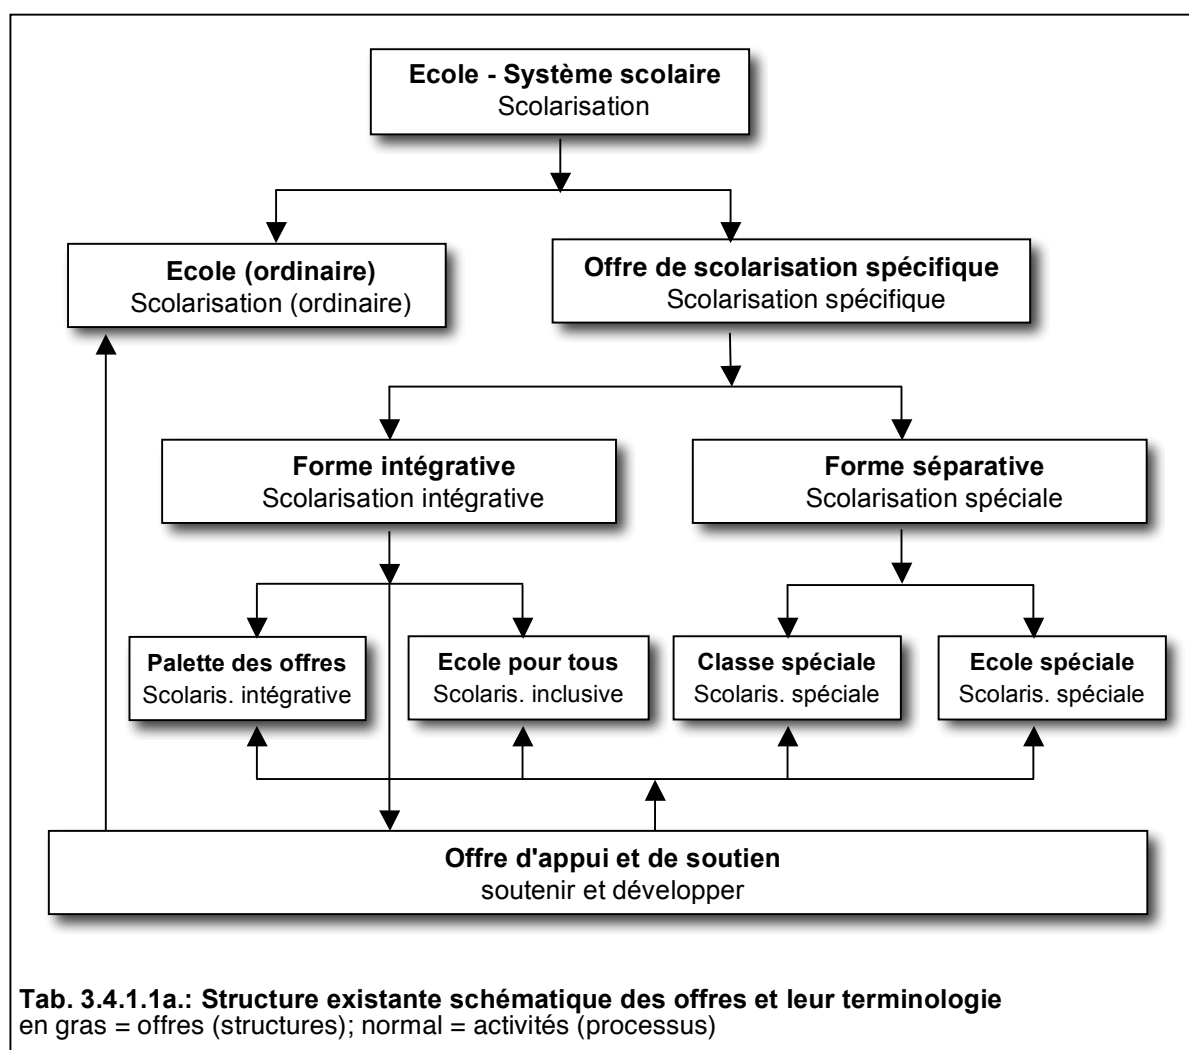 Ecole - Système scolaire
Scolarisation
Ecole (ordinaire)
Scolarisation (ordinaire)
Offre de scolarisation spécifique
Scolarisation spécifique
Forme intégrative
Scolarisation intégrative
Forme séparative
Scolarisation spéciale
Palette des offres
Scolaris. intégrative
Ecole pour tous
Scolaris. inclusive
Classe spéciale
Scolaris. spéciale
Ecole spéciale
Scolaris. spéciale
Offre d'appui et de soutien
soutenir et développer
Tab. 3.4.1.1a.: Structure existante schématique des offres et leur terminologie
en gras = offres (structures); normal = activités (processus)